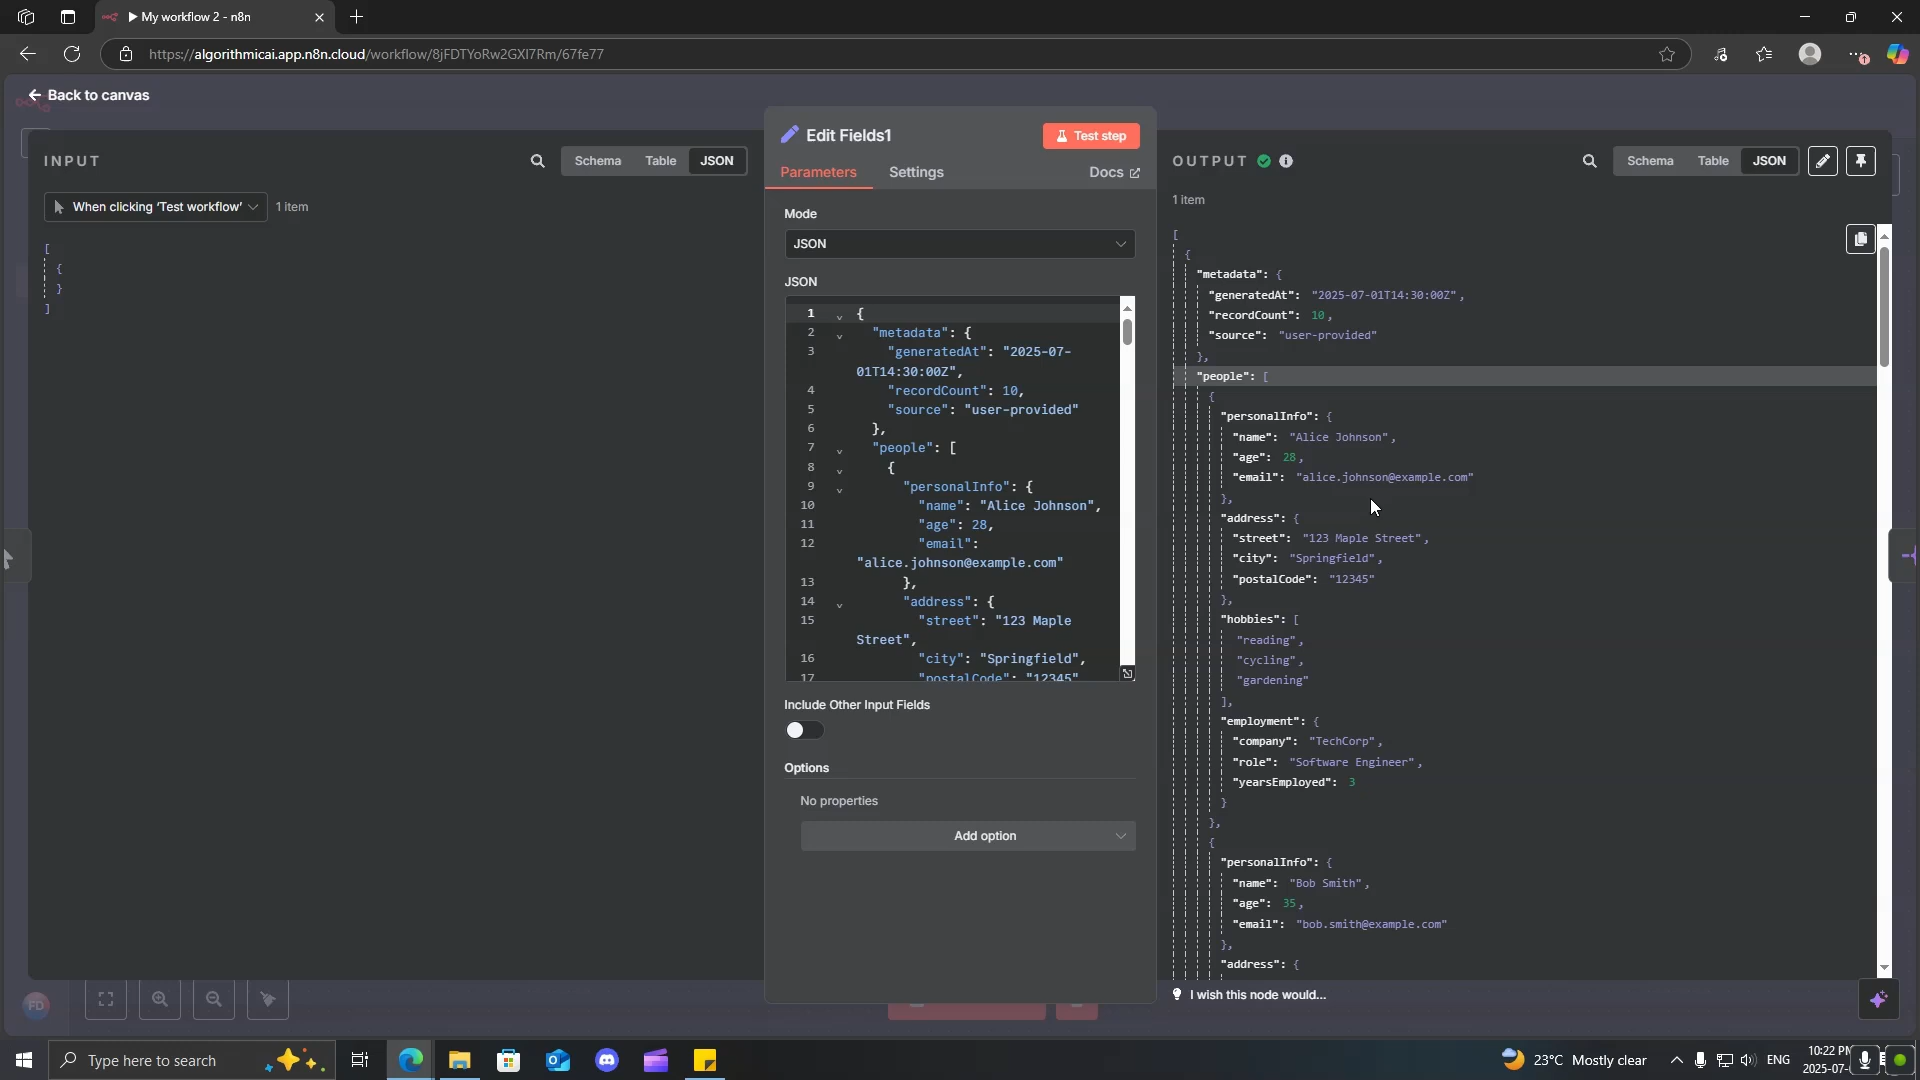 My workflow 2 - n8n
https://algorithmicai.app.n8n.cloud/workflow/8jFDTYoRw2GXl7Rm/67fe77
Back to canvas
INPUT
Schema
Table
JSON
When clicking 'Test workflow'
1 item
[
{
}
]
Edit Fields1
Test step
Parameters
Settings
Docs
Mode
JSON
JSON
1 {
2 "metadata": {
3 "generatedAt": "2025-07-
01T14:30:00Z",
4 "recordCount": 10,
5 "source": "user-provided"
6 },
7 "people": [
8 {
9 "personalInfo": {
10 "name": "Alice Johnson",
11 "age": 28,
12 "email":
"alice.johnson@example.com"
13 },
14 "address": {
15 "street": "123 Maple
Street",
16 "city": "Springfield",
17 "postalCode": "12345"
Include Other Input Fields
Options
No properties
Add option
OUTPUT
Schema
Table
JSON
1 item
[
{
"metadata": {
"generatedAt": "2025-07-01T14:30:00Z",
"recordCount": 10,
"source": "user-provided"
},
"people": [
{
"personalInfo": {
"name": "Alice Johnson",
"age": 28,
"email": "alice.johnson@example.com"
},
"address": {
"street": "123 Maple Street",
"city": "Springfield",
"postalCode": "12345"
},
"hobbies": [
"reading",
"cycling",
"gardening"
],
"employment": {
"company": "TechCorp",
"role": "Software Engineer",
"yearsEmployed": 3
}
},
{
"personalInfo": {
"name": "Bob Smith",
"age": 35,
"email": "bob.smith@example.com"
},
"address": {
I wish this node would...
FD
Type here to search
23°C Mostly clear
ENG
10:22 PM
2025-07-